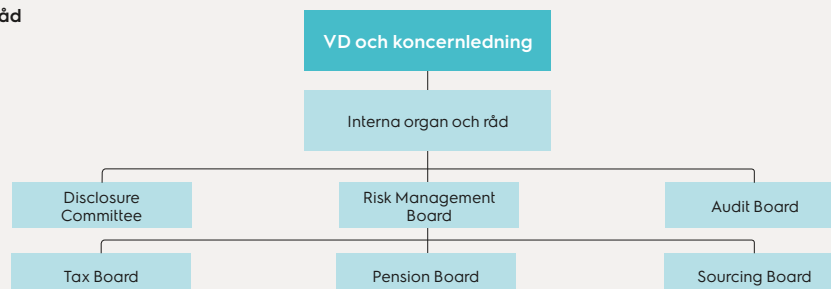 åd
VD och koncernledning
Interna organ och råd
Disclosure
Committee
Risk Management
Board
Audit Board
Tax Board
Pension Board
Sourcing Board